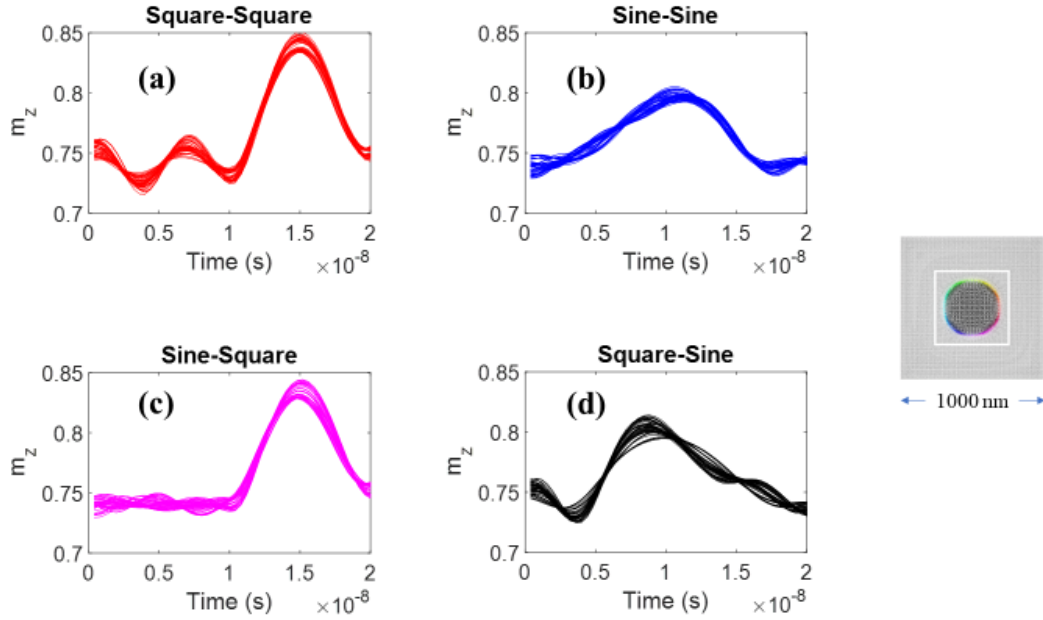 Square-Square
0.85
0.8
0.75
0.7
m_z
(a)
0 0.5 1 1.5 2
Time (s) ×10^-8
Sine-Sine
0.85
0.8
0.75
0.7
m_z
(b)
0 0.5 1 1.5 2
Time (s) ×10^-8
Sine-Square
0.85
0.8
0.75
0.7
m_z
(c)
0 0.5 1 1.5 2
Time (s) ×10^-8
Square-Sine
0.85
0.8
0.75
0.7
m_z
(d)
0 0.5 1 1.5 2
Time (s) ×10^-8
1000 nm